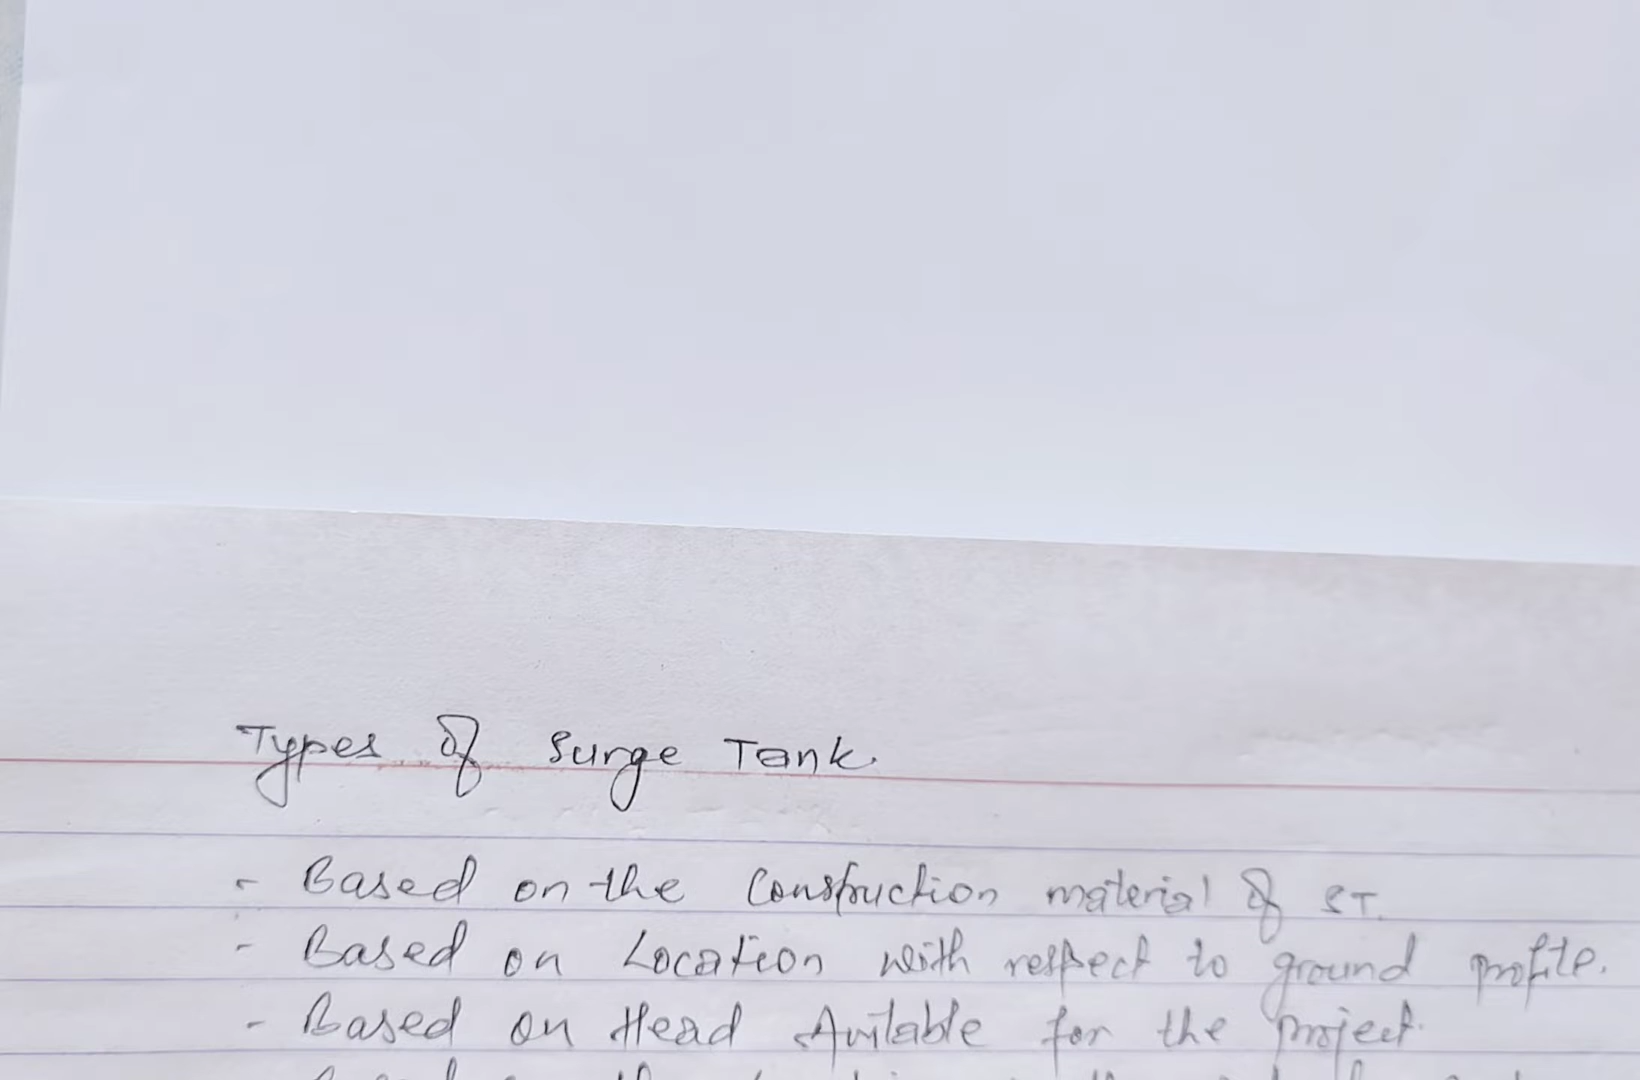 Types of Surge Tank.
- Based on the Construction material of ST.
- Based on Location with respect to ground profile.
- Based on Head Avilable for the project.